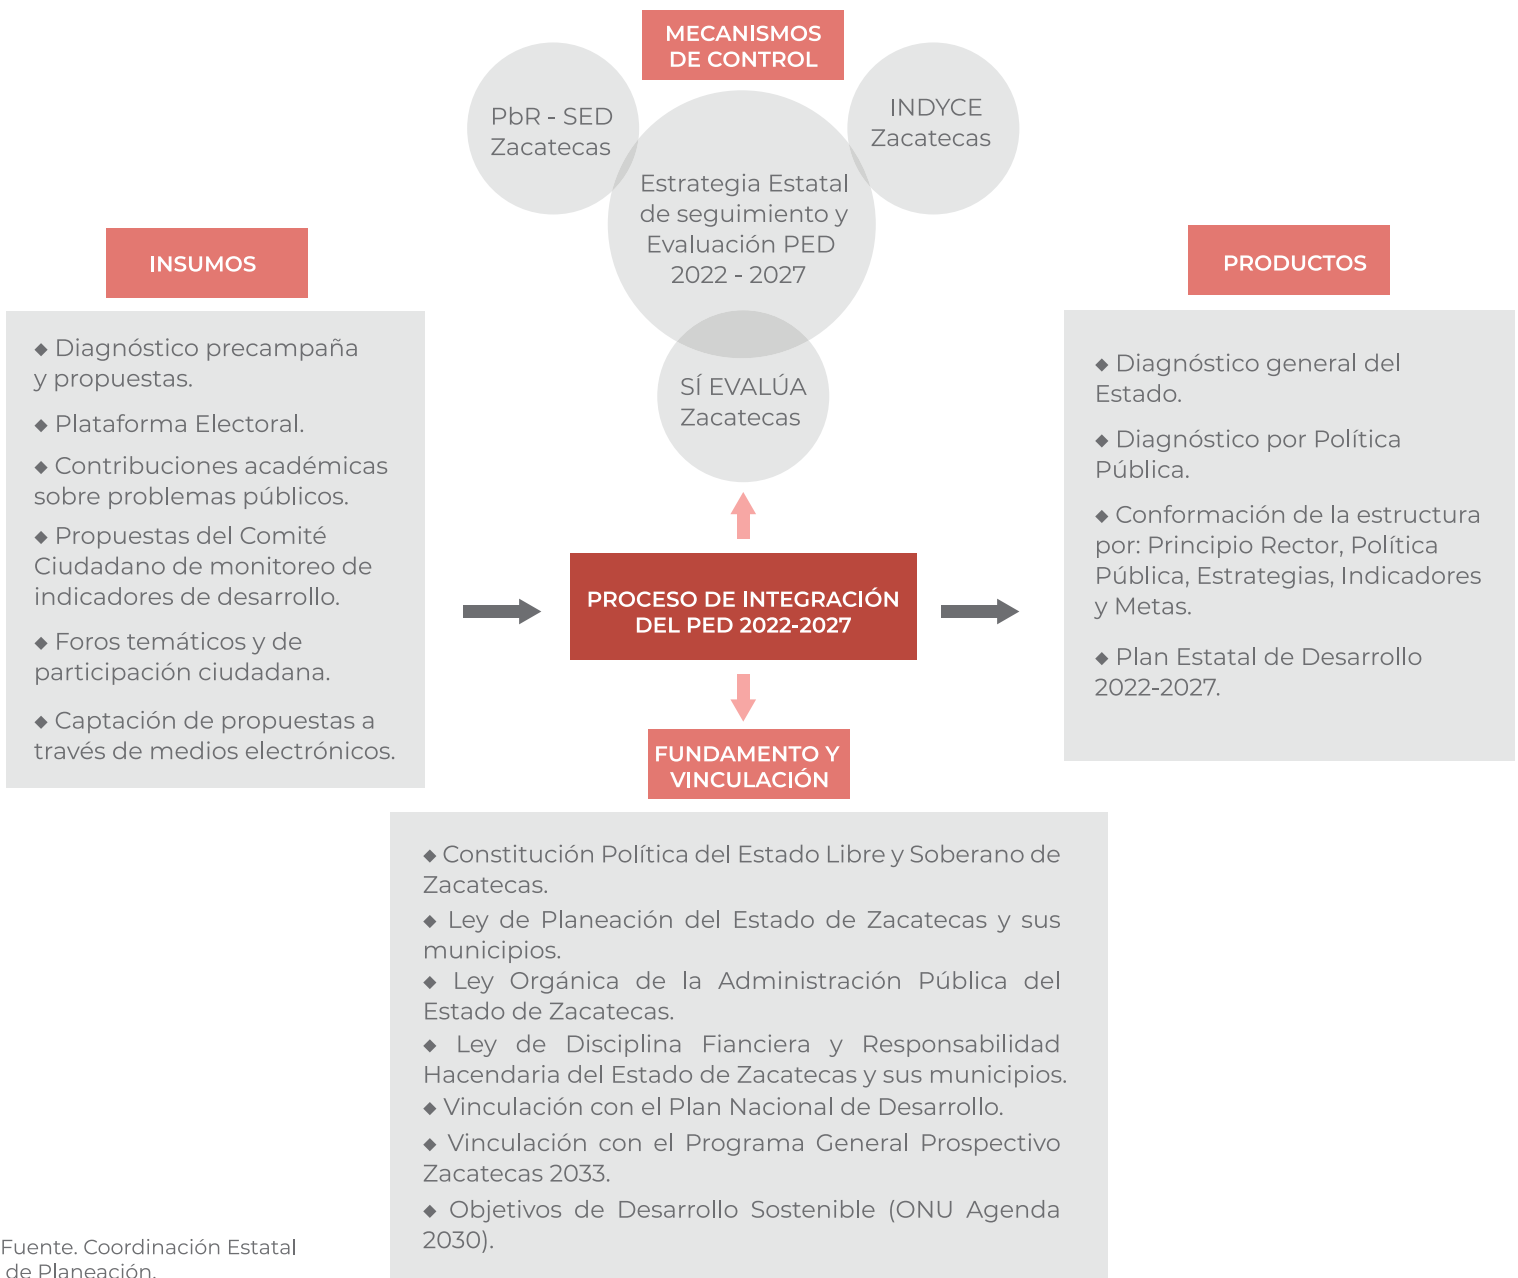 MECANISMOS
DE CONTROL
PbR - SED
Zacatecas
INDYCE
Zacatecas
Estrategia Estatal
de seguimiento y
Evaluación PED
2022 - 2027
SÍ EVALÚA
Zacatecas
INSUMOS
◆ Diagnóstico precampaña
y propuestas.
◆ Plataforma Electoral.
◆ Contribuciones académicas
sobre problemas públicos.
◆ Propuestas del Comité
Ciudadano de monitoreo de
indicadores de desarrollo.
◆ Foros temáticos y de
participación ciudadana.
◆ Captación de propuestas a
través de medios electrónicos.
PROCESO DE INTEGRACIÓN
DEL PED 2022-2027
PRODUCTOS
◆ Diagnóstico general del
Estado.
◆ Diagnóstico por Política
Pública.
◆ Conformación de la estructura
por: Principio Rector, Política
Pública, Estrategias, Indicadores
y Metas.
◆ Plan Estatal de Desarrollo
2022-2027.
FUNDAMENTO Y
VINCULACIÓN
◆ Constitución Política del Estado Libre y Soberano de
Zacatecas.
◆ Ley de Planeación del Estado de Zacatecas y sus
municipios.
◆ Ley Orgánica de la Administración Pública del
Estado de Zacatecas.
◆ Ley de Disciplina Fianciera y Responsabilidad
Hacendaria del Estado de Zacatecas y sus municipios.
◆ Vinculación con el Plan Nacional de Desarrollo.
◆ Vinculación con el Programa General Prospectivo
Zacatecas 2033.
◆ Objetivos de Desarrollo Sostenible (ONU Agenda
2030).
Fuente. Coordinación Estatal
de Planeación.